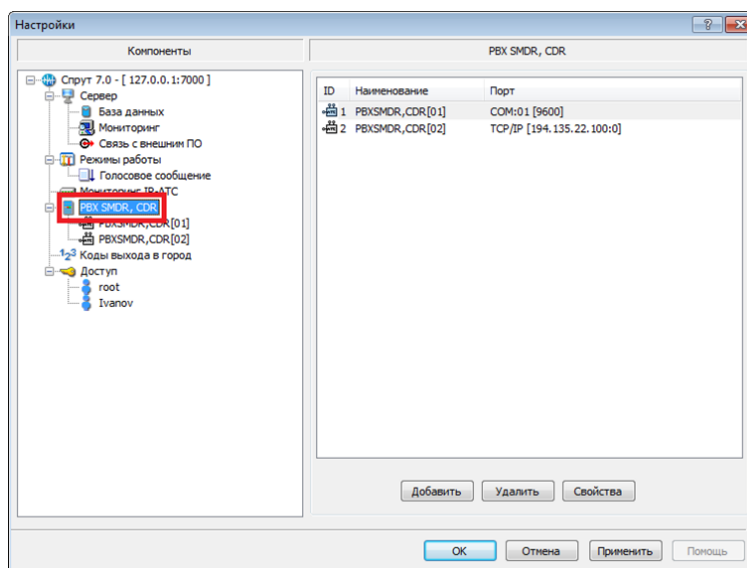 Настройки
Компоненты
PBX SMDR, CDR
Спрут 7.0 - [ 127.0.0.1:7000 ]
Сервер
База данных
Мониторинг
Связь с внешним ПО
Режимы работы
Голосовое сообщение
Мониторинг IP-АТС
PBX SMDR, CDR
PBXSMDR,CDR[01]
PBXSMDR,CDR[02]
Коды выхода в город
Доступ
root
Ivanov
ID Наименование Порт
1 PBXSMDR,CDR[01] COM:01 [9600]
2 PBXSMDR,CDR[02] TCP/IP [194.135.22.100:0]
Добавить Удалить Свойства
OK Отмена Применить Помощь